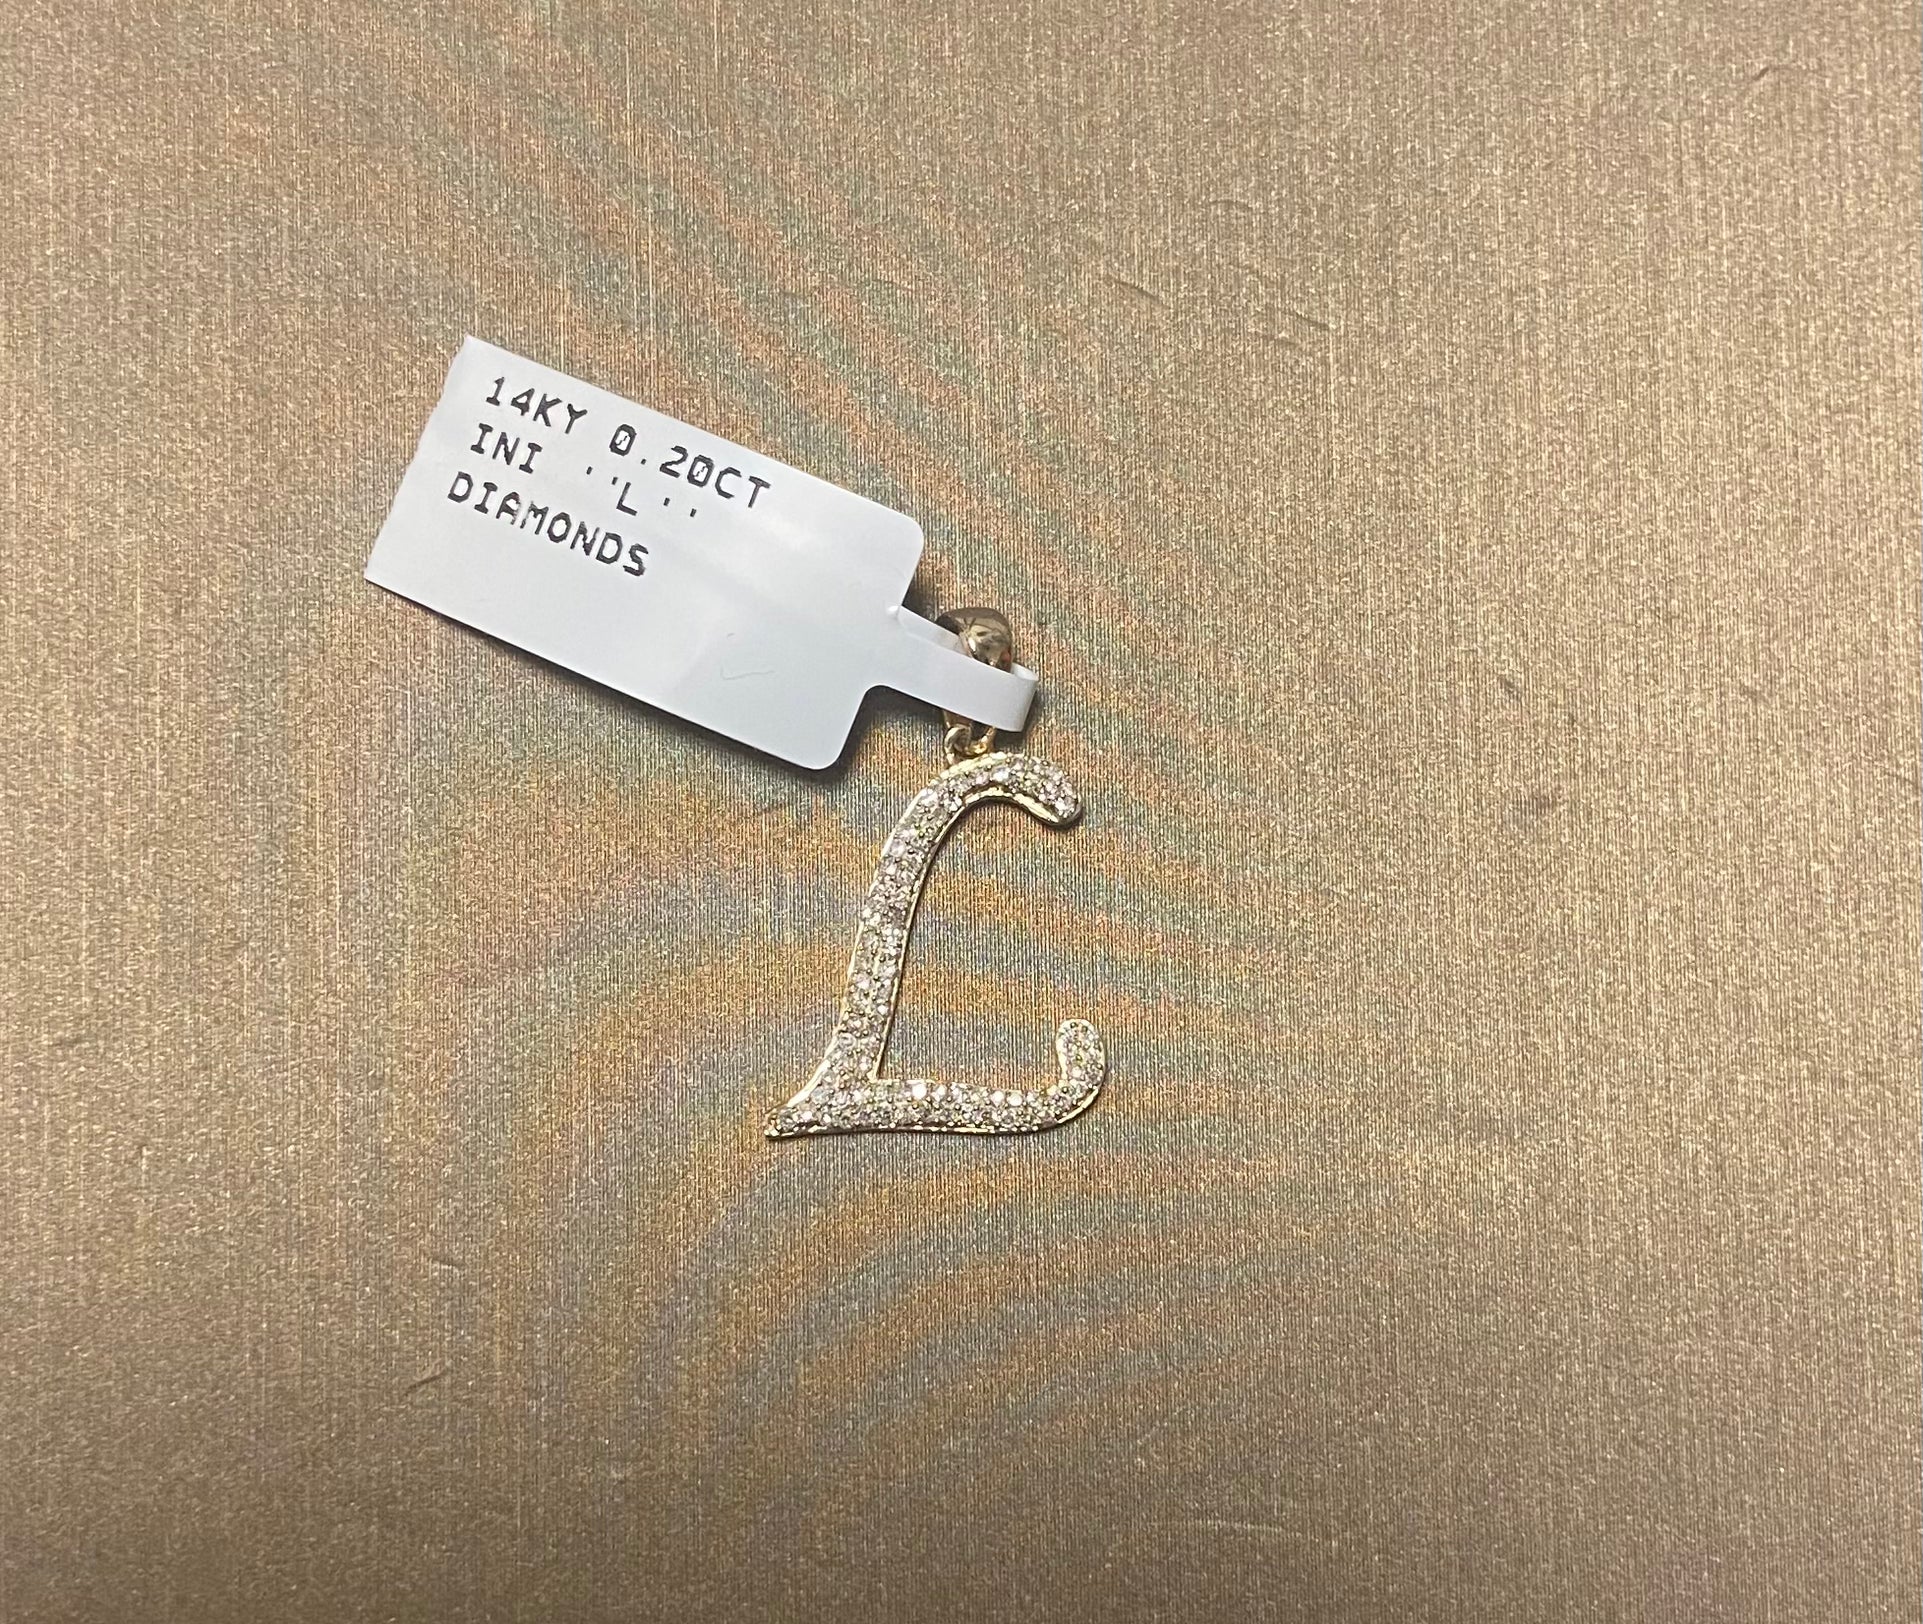 14KY 0.20CT
INI ''L''
DIAMONDS
L